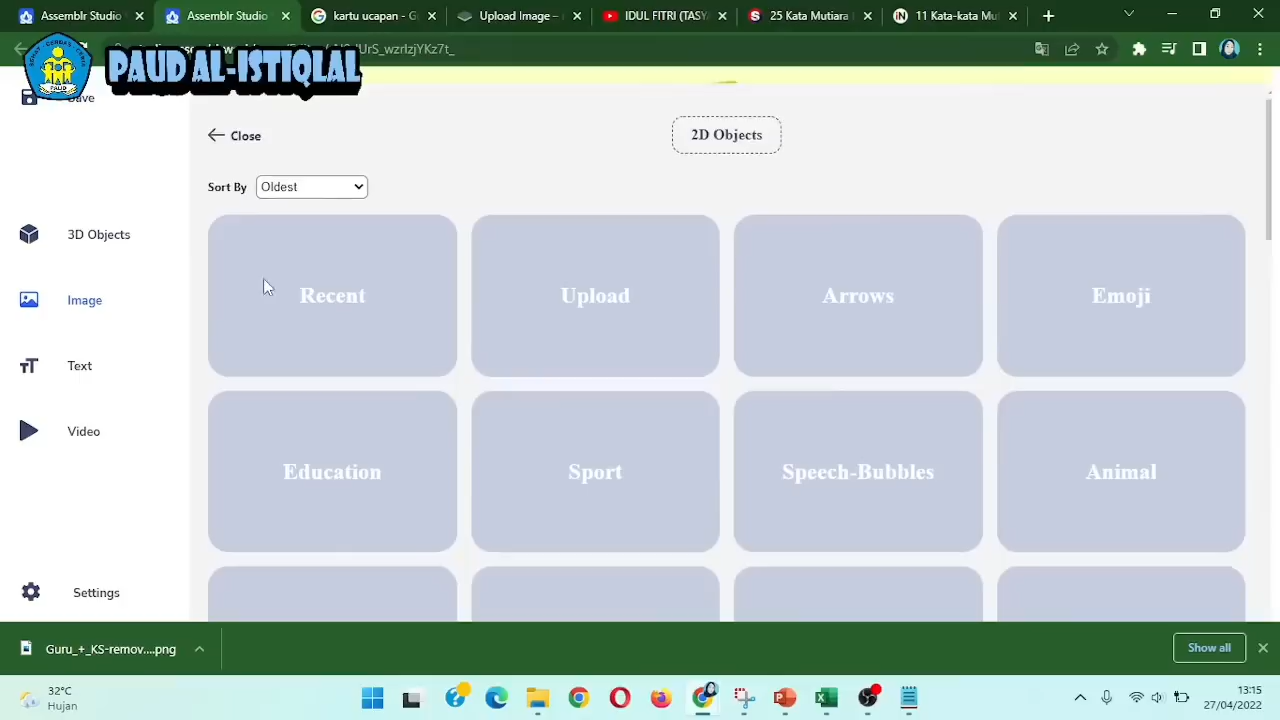 Assemblr Studio
Assemblr Studio
kartu ucapan - G
Upload Image -
IDUL FITRI (TASY
25 Kata Mutiara
11 Kata-kata Mu
PAUD
PAUD AL-ISTIQLAL
Save
Close
2D Objects
Sort By
Oldest
3D Objects
Image
Text
Video
Settings
Recent
Upload
Arrows
Emoji
Education
Sport
Speech-Bubbles
Animal
Guru_+_KS-remov....png
Show all
32°C
Hujan
13:15
27/04/2022